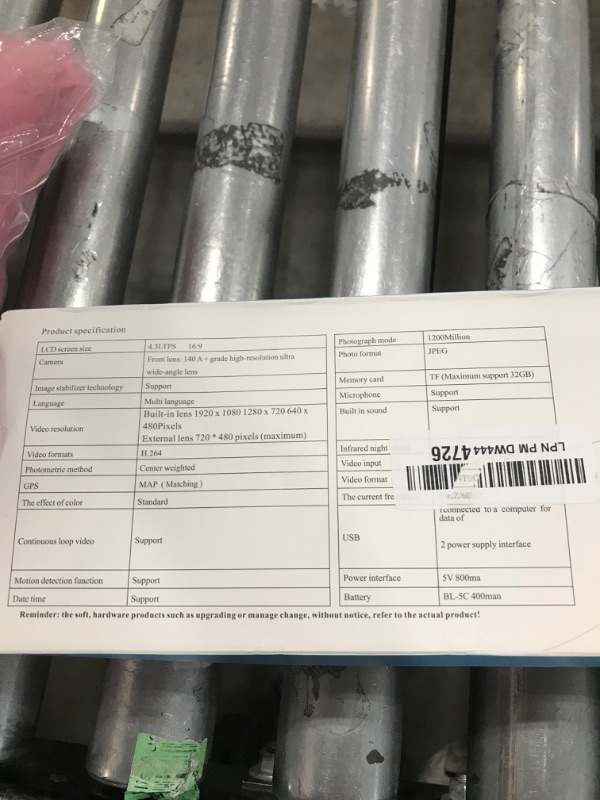 Product specification
LCD screen size 4.3LTPS 16:9
Camera Front lens: 140 A+ grade high-resolution ultra
wide-angle lens
Image stabilizer technology Support
Language Multi language
Video resolution Built-in lens 1920 x 1080 1280 x 720 640 x
480Pixels
External lens 720 * 480 pixels (maximum)
Video formats H.264
Photometric method Center weighted
GPS MAP ( Matching )
The effect of color Standard
Continuous loop video Support
Motion detection function Support
Date time Support
Photograph mode 1200Million
Photo format JPEG
Memory card TF (Maximum support 32GB)
Microphone Support
Built in sound Support
Infrared night
Video input
Video format
The current
USB connected to a computer for
data of
2 power supply interface
Power interface 5V 800ma
Battery BL-5C 400man
LPN PM DW4444726
Reminder: the soft, hardware products such as upgrading or manage change, without notice, refer to the actual product!